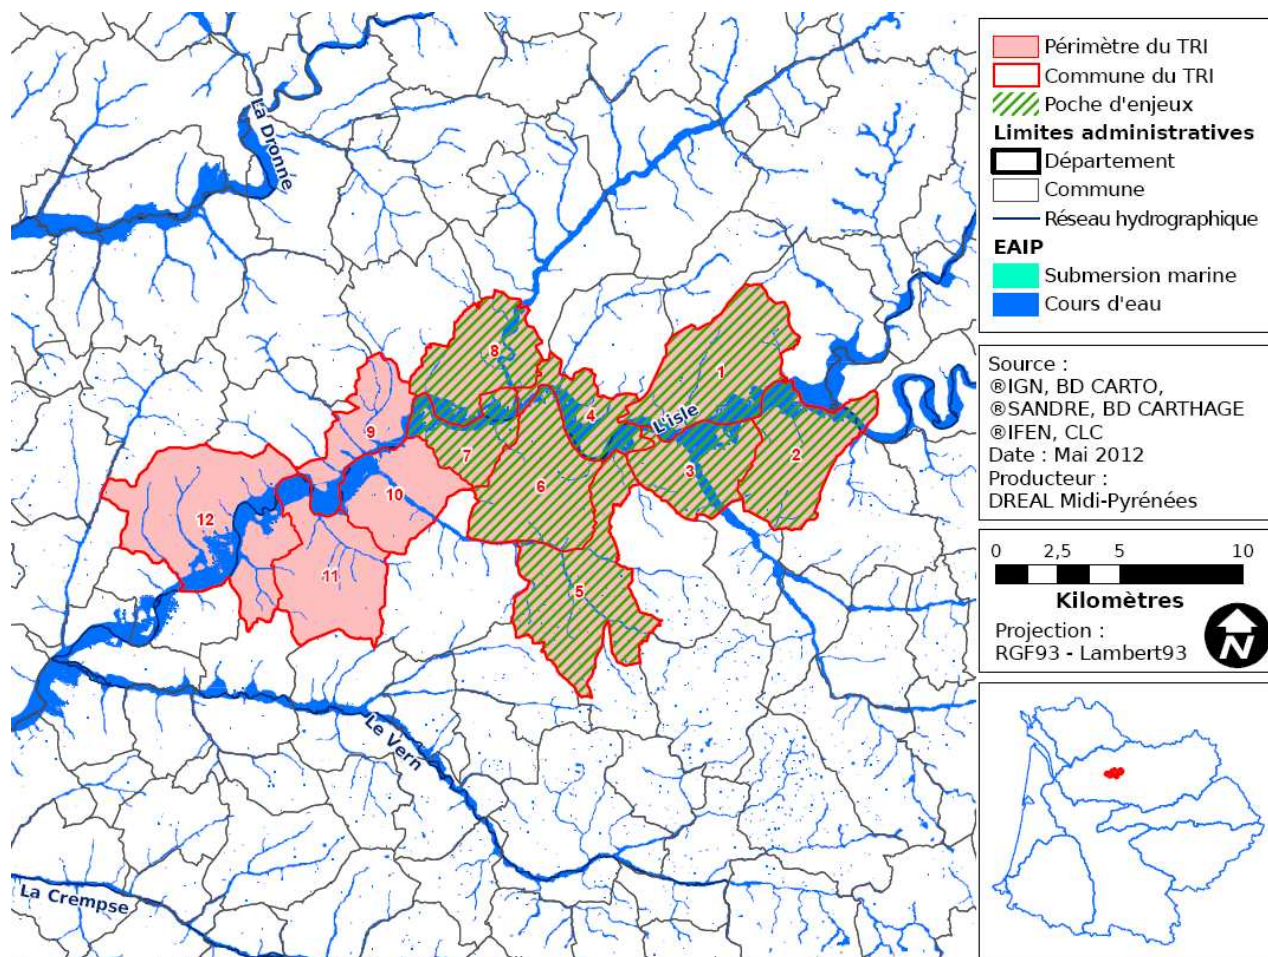 La Dronne
8
1
L'isle
4
9
7
3
2
6
10
12
11
5
Le Vern
La Crempse
Périmètre du TRI
Commune du TRI
Poche d'enjeux
Limites administratives
Département
Commune
Réseau hydrographique
EAIP
Submersion marine
Cours d'eau
Source :
®IGN, BD CARTO,
®SANDRE, BD CARTHAGE
®IFEN, CLC
Date : Mai 2012
Producteur :
DREAL Midi-Pyrénées
0 2,5 5 10
Kilomètres
Projection :
RGF93 - Lambert93
N